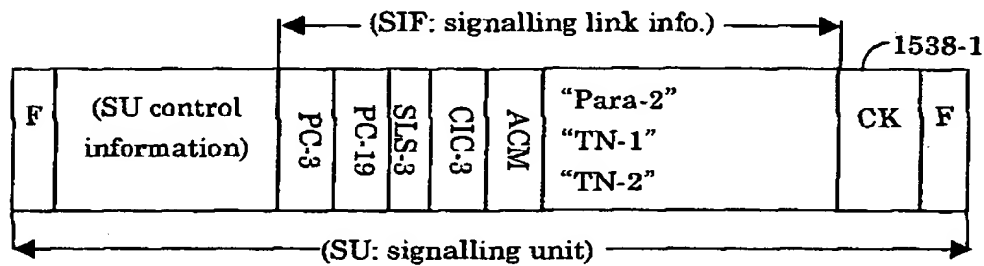 (SIF: signalling link info.)
1538-1
F
(SU control
information)
PC-3
PC-19
SLS-3
CIC-3
ACM
“Para-2”
“TN-1”
“TN-2”
CK
F
(SU: signalling unit)